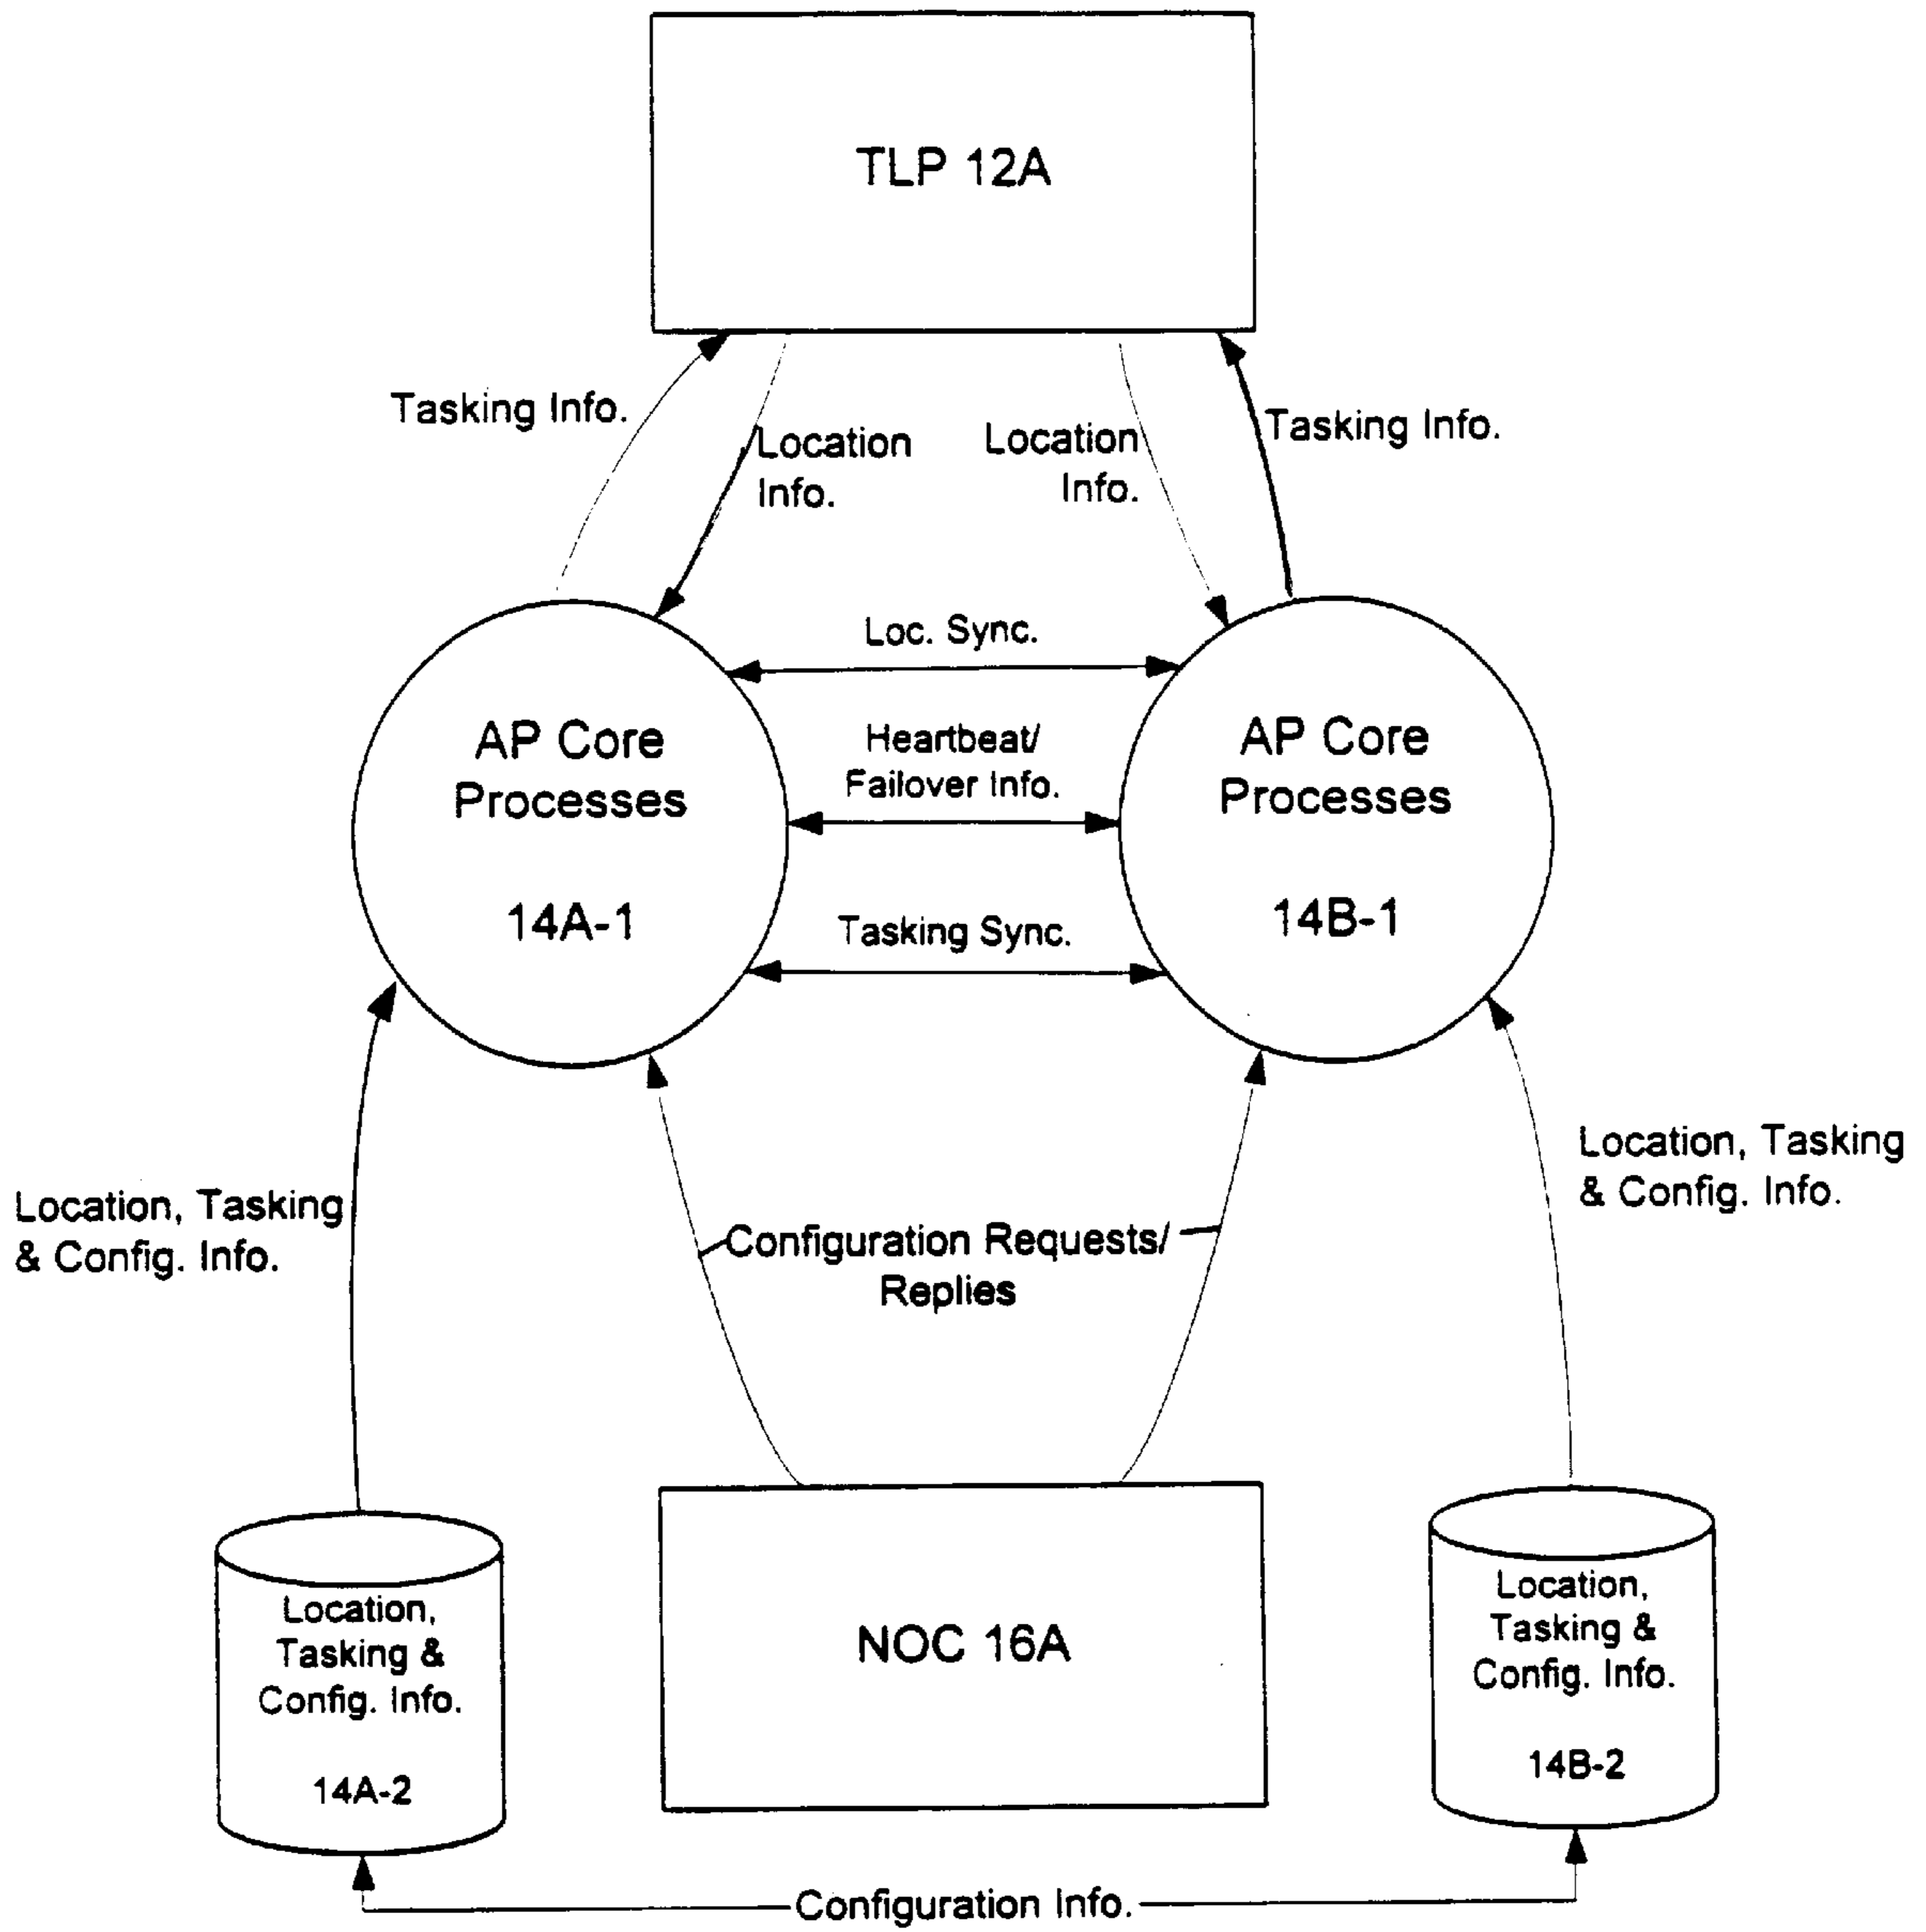 TLP 12A
Tasking Info.
Location
Info.
Location
Info.
Tasking Info.
Loc. Sync.
AP Core
Processes
14A-1
Heartbeat/
Failover Info.
AP Core
Processes
14B-1
Tasking Sync.
Location, Tasking
& Config. Info.
Configuration Requests/
Replies
Location, Tasking
& Config. Info.
Location,
Tasking &
Config. Info.
14A-2
NOC 16A
Location,
Tasking &
Config. Info.
14B-2
Configuration Info.